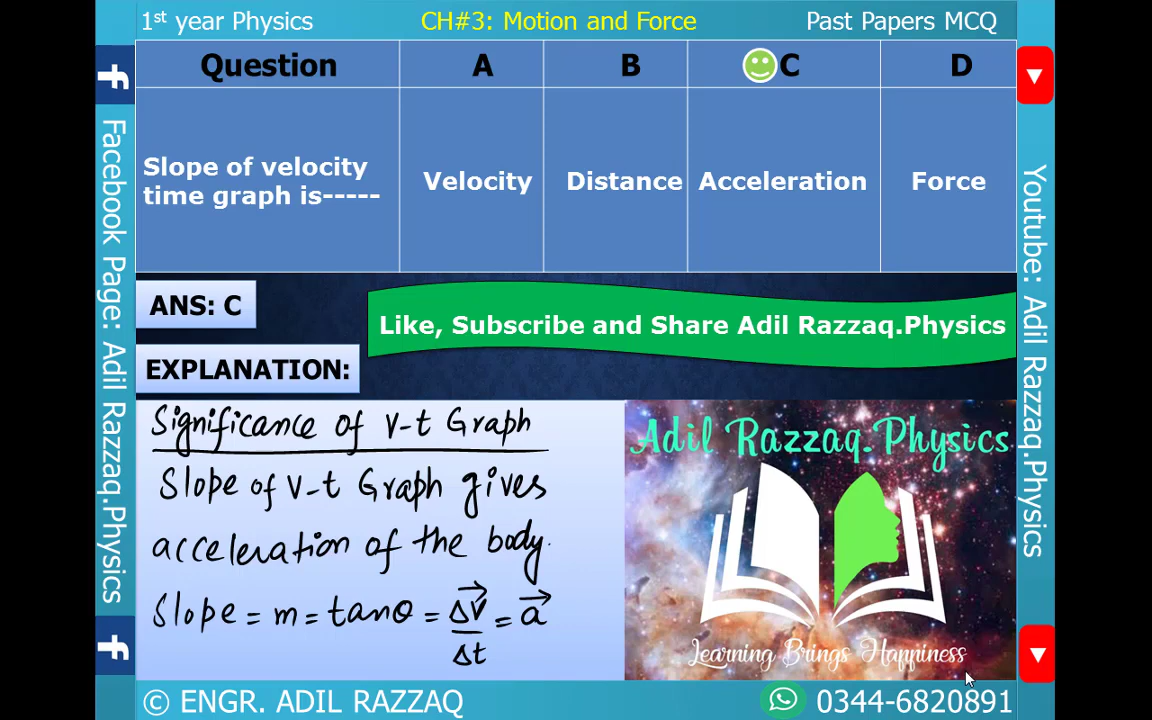 1st year Physics CH#3: Motion and Force Past Papers MCQ
Question A B C D
Slope of velocity
time graph is-----
Velocity Distance Acceleration Force
ANS: C
Like, Subscribe and Share Adil Razzaq.Physics
EXPLANATION:
Significance of V-t Graph
Slope of V-t Graph gives
acceleration of the body.
Slope = m = tanθ = Δv⃗/Δt = a⃗
Adil Razzaq.Physics
Learning Brings Happiness
f
Facebook Page: Adil Razzaq.Physics
f
Youtube: Adil Razzaq.Physics
© ENGR. ADIL RAZZAQ 0344-6820891